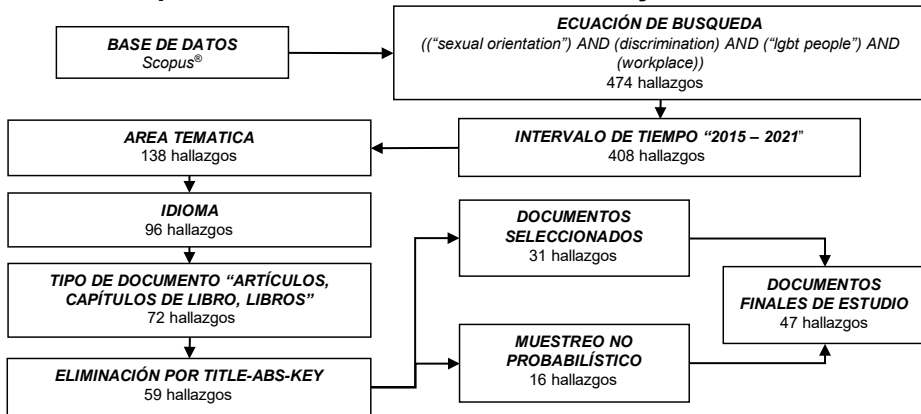 BASE DE DATOS
Scopus®
ECUACIÓN DE BUSQUEDA
((“sexual orientation”) AND (discrimination) AND (“lgbt people”) AND
(workplace))
474 hallazgos
INTERVALO DE TIEMPO “2015 – 2021”
408 hallazgos
AREA TEMATICA
138 hallazgos
IDIOMA
96 hallazgos
TIPO DE DOCUMENTO “ARTÍCULOS,
CAPÍTULOS DE LIBRO, LIBROS”
72 hallazgos
ELIMINACIÓN POR TITLE-ABS-KEY
59 hallazgos
DOCUMENTOS
SELECCIONADOS
31 hallazgos
MUESTREO NO
PROBABILÍSTICO
16 hallazgos
DOCUMENTOS
FINALES DE ESTUDIO
47 hallazgos